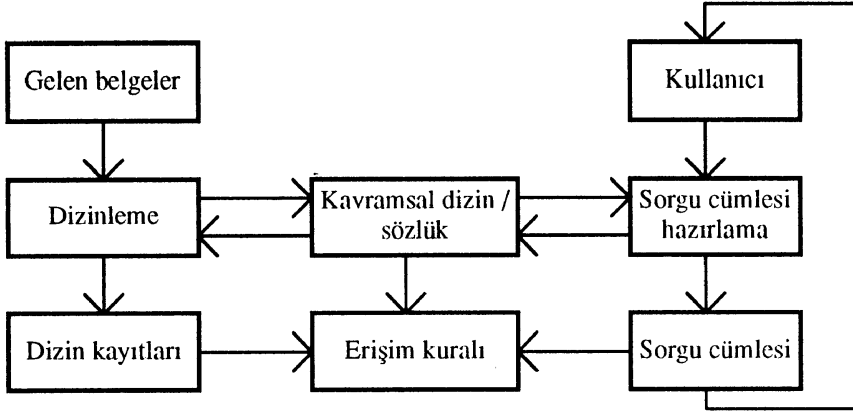 Gelen belgeler
Kullanıcı
Dizinleme
Kavramsal dizin /
sözlük
Sorgu cümlesi
hazırlama
Dizin kayıtları
Erişim kuralı
Sorgu cümlesi